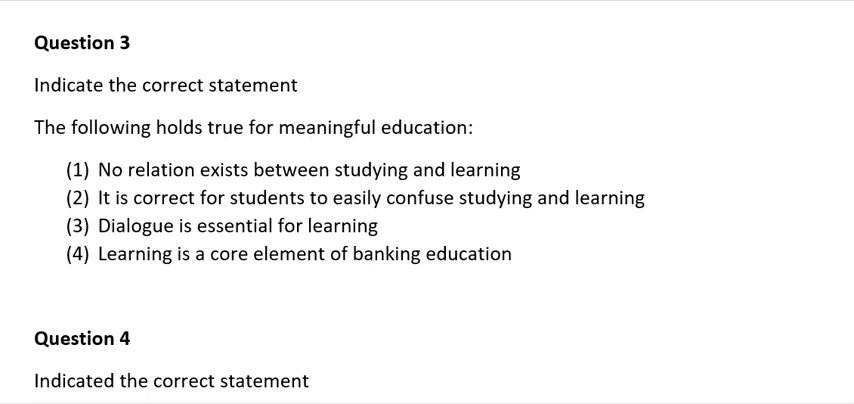 Question 3
Indicate the correct statement
The following holds true for meaningful education:
(1) No relation exists between studying and learning
(2) It is correct for students to easily confuse studying and learning
(3) Dialogue is essential for learning
(4) Learning is a core element of banking education
Question 4
Indicated the correct statement